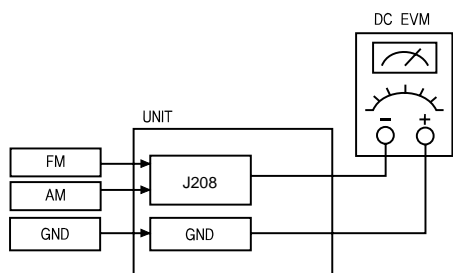 DC EVM
UNIT
− +
FM
J208
AM
GND
GND